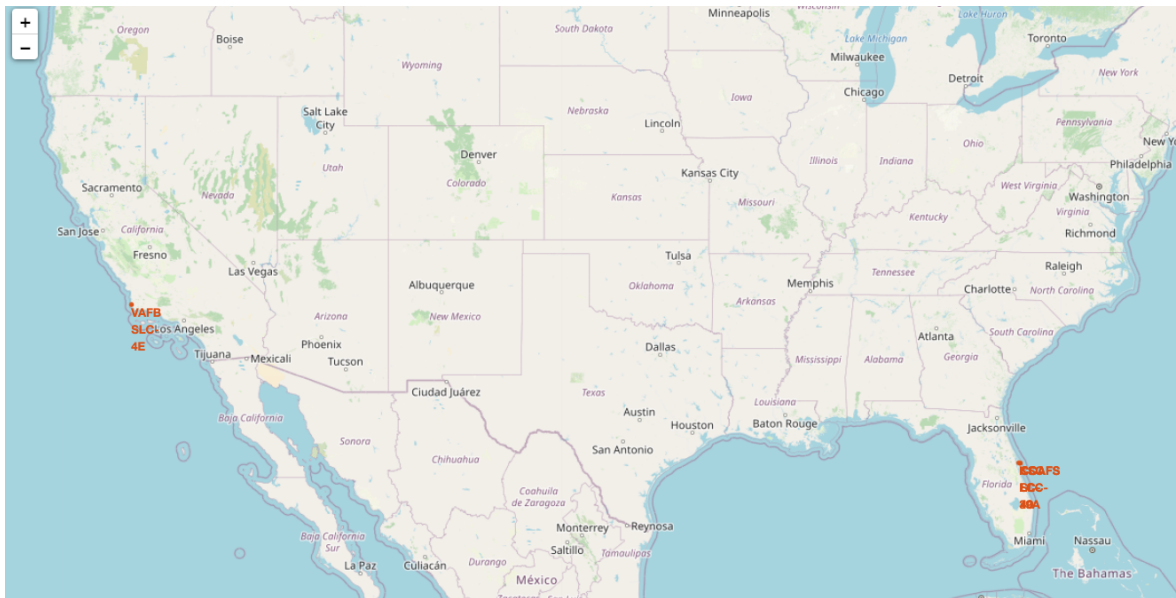 +
−
Oregon
Boise
South Dakota
Minneapolis
Lake Huron
Toronto
Lake Michigan
Milwaukee
Wyoming
Detroit
New York
Chicago
Iowa
Salt Lake
City
Nebraska
Lincoln
Pennsylvania
New Yo
Utah
Denver
Illinois
Indiana
Ohio
Philadelphia
Sacramento
Nevada
Colorado
Kansas City
Kansas
Missouri
West Virginia
Washington
San Jose
California
Kentucky
Virginia
Richmond
Fresno
Las Vegas
Tulsa
Raleigh
Albuquerque
Oklahoma
Memphis
Tennessee
Charlotte
North Carolina
VAFB
SLC-
4E
Los Angeles
Arizona
New Mexico
Arkansas
South Carolina
Phoenix
Atlanta
Tijuana
Mexicali
Tucson
Dallas
Mississippi
Alabama
Georgia
Ciudad Juárez
Texas
Louisiana
Baja California
Austin
Houston
Baton Rouge
Jacksonville
Sonora
San Antonio
Chihuahua
Florida
Coahuila
de Zaragoza
Monterrey
Reynosa
Baja California
Sur
Saltillo
Tamaulipas
Miami
Nassau
La Paz
Culiacán
Durango
México
The Bahamas